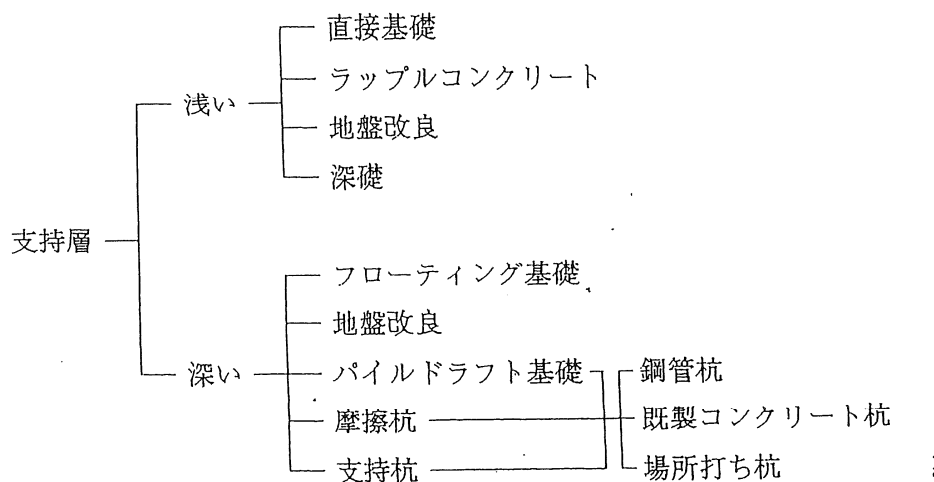 直接基礎
ラップルコンクリート
浅い
地盤改良
深礎
支持層
フローティング基礎
地盤改良
深い
パイルドラフト基礎
鋼管杭
摩擦杭
既製コンクリート杭
支持杭
場所打ち杭